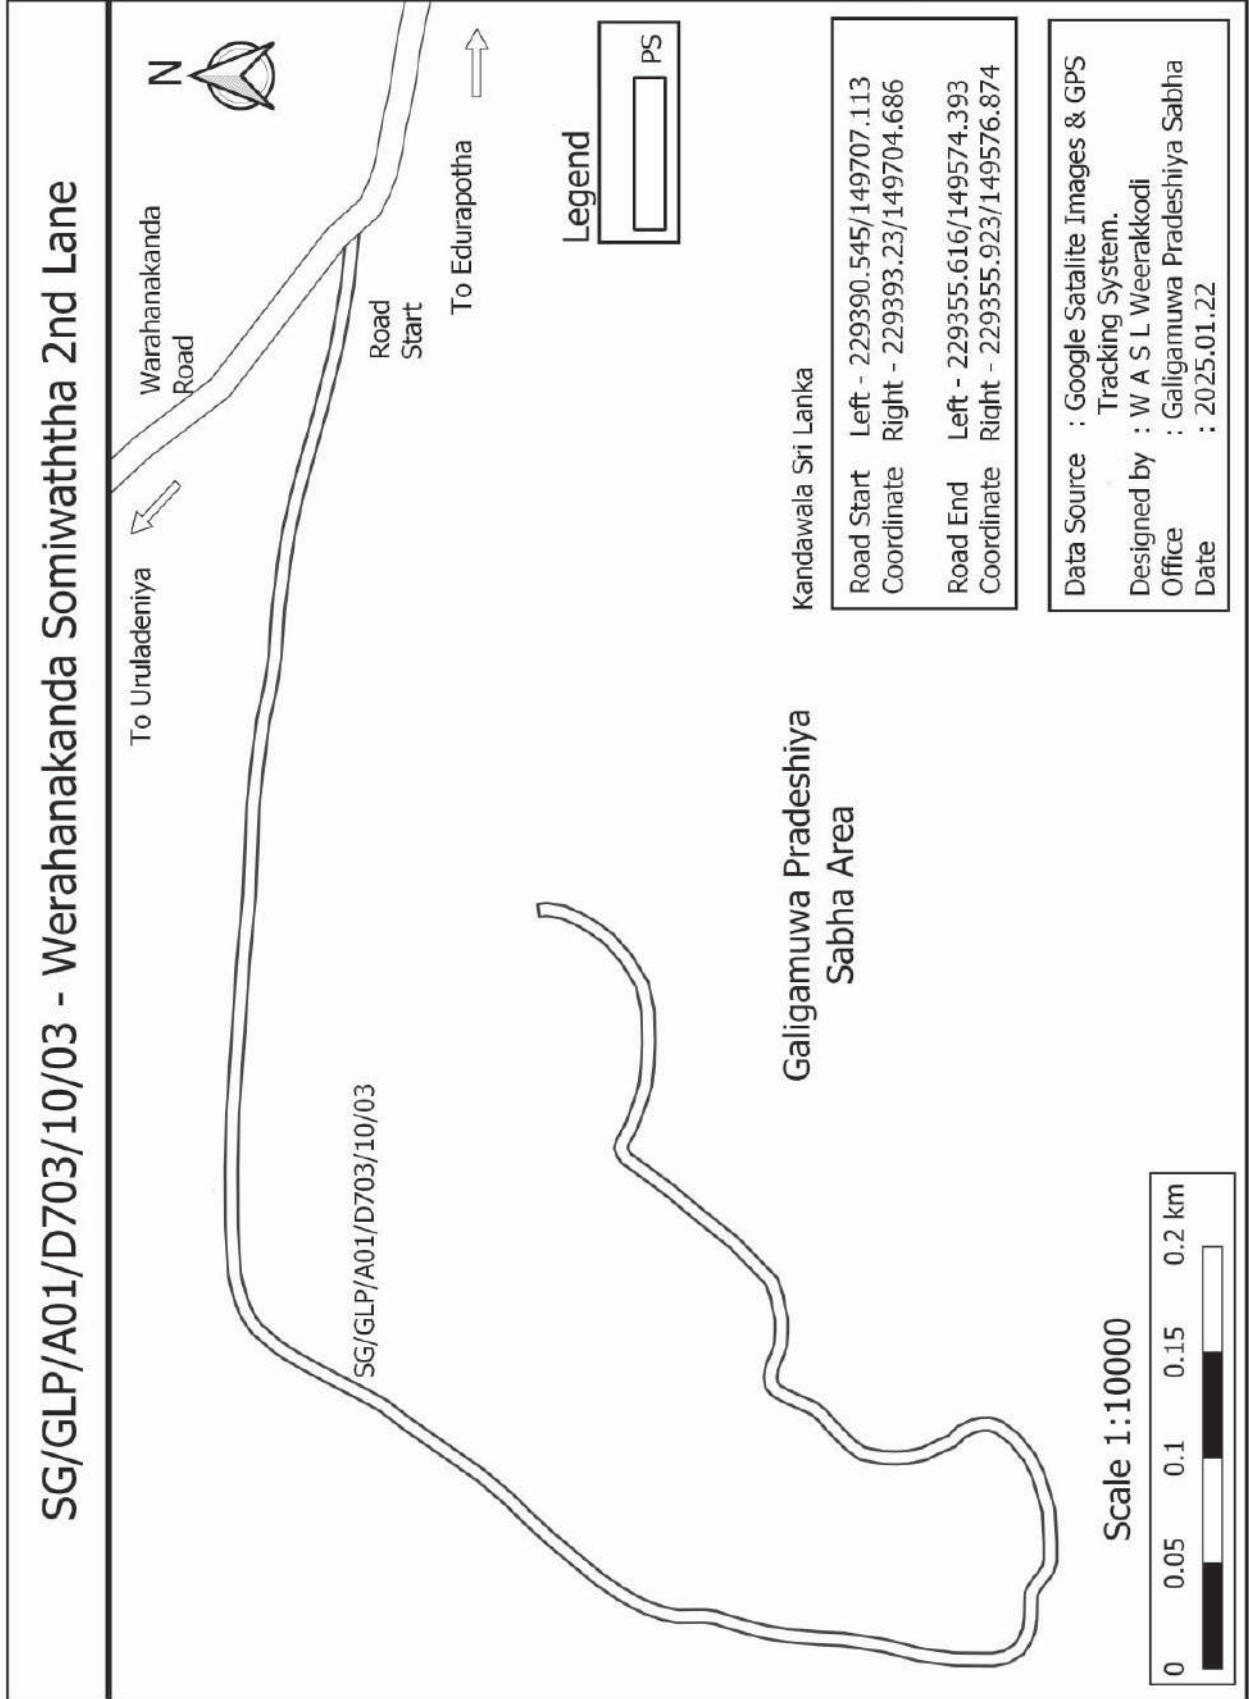 SG/GLP/A01/D703/10/03 - Werahanakanda Somiwaththa 2nd Lane
N
Warahanakanda
Road
To Uruladeniya
Road
Start
To Edurapotha
Legend
PS
SG/GLP/A01/D703/10/03
Galigamuwa Pradeshiya
Sabha Area
Kandawala Sri Lanka
Road Start Left - 229390.545/149707.113
Coordinate Right - 229393.23/149704.686
Road End Left - 229355.616/149574.393
Coordinate Right - 229355.923/149576.874
Data Source : Google Satalite Images & GPS
Tracking System.
Designed by : W A S L Weerakkodi
Office : Galigamuwa Pradeshiya Sabha
Date : 2025.01.22
Scale 1:10000
0 0.05 0.1 0.15 0.2 km